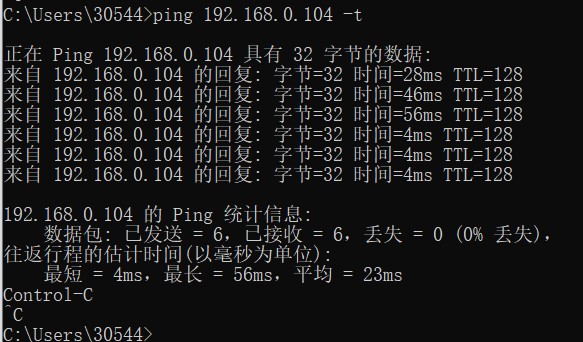 C:\Users\30544>ping 192.168.0.104 -t
正在 Ping 192.168.0.104 具有 32 字节的数据:
来自 192.168.0.104 的回复: 字节=32 时间=28ms TTL=128
来自 192.168.0.104 的回复: 字节=32 时间=46ms TTL=128
来自 192.168.0.104 的回复: 字节=32 时间=56ms TTL=128
来自 192.168.0.104 的回复: 字节=32 时间=4ms TTL=128
来自 192.168.0.104 的回复: 字节=32 时间=4ms TTL=128
来自 192.168.0.104 的回复: 字节=32 时间=4ms TTL=128
192.168.0.104 的 Ping 统计信息:
数据包: 已发送 = 6，已接收 = 6，丢失 = 0 (0% 丢失)，
往返行程的估计时间(以毫秒为单位):
最短 = 4ms，最长 = 56ms，平均 = 23ms
Control-C
^C
C:\Users\30544>